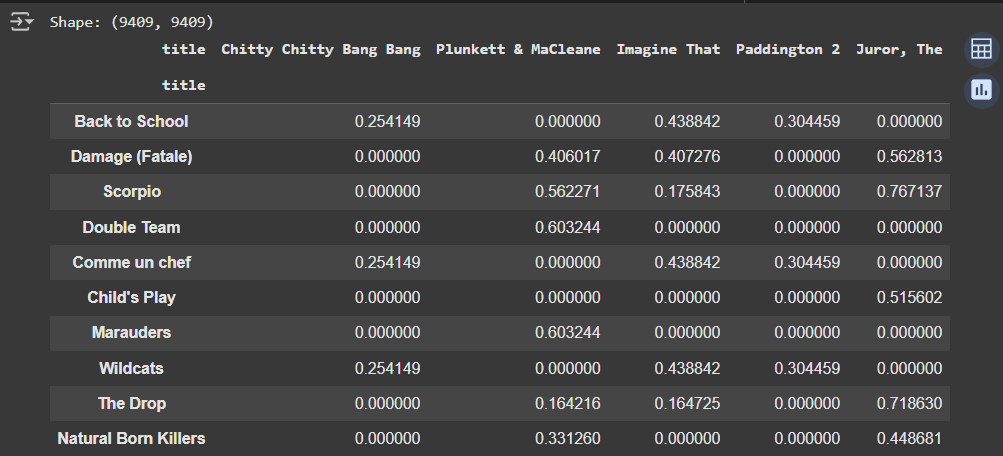 Shape: (9409, 9409)
title Chitty Chitty Bang Bang Plunkett & MaCleane Imagine That Paddington 2 Juror, The
title
Back to School 0.254149 0.000000 0.438842 0.304459 0.000000
Damage (Fatale) 0.000000 0.406017 0.407276 0.000000 0.562813
Scorpio 0.000000 0.562271 0.175843 0.000000 0.767137
Double Team 0.000000 0.603244 0.000000 0.000000 0.000000
Comme un chef 0.254149 0.000000 0.438842 0.304459 0.000000
Child's Play 0.000000 0.000000 0.000000 0.000000 0.515602
Marauders 0.000000 0.603244 0.000000 0.000000 0.000000
Wildcats 0.254149 0.000000 0.438842 0.304459 0.000000
The Drop 0.000000 0.164216 0.164725 0.000000 0.718630
Natural Born Killers 0.000000 0.331260 0.000000 0.000000 0.448681